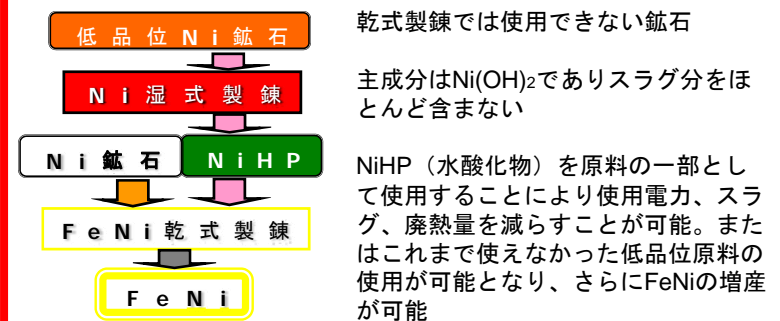 低品位Ni鉱石
Ni湿式製錬
Ni鉱石
NiHP
FeNi乾式製錬
FeNi
乾式製錬では使用できない鉱石
主成分はNi(OH)₂でありスラグ分をほ
とんど含まない
NiHP（水酸化物）を原料の一部とし
て使用することにより使用電力、スラ
グ、廃熱量を減らすことが可能。また
はこれまで使えなかった低品位原料の
使用が可能となり、さらにFeNiの増産
が可能